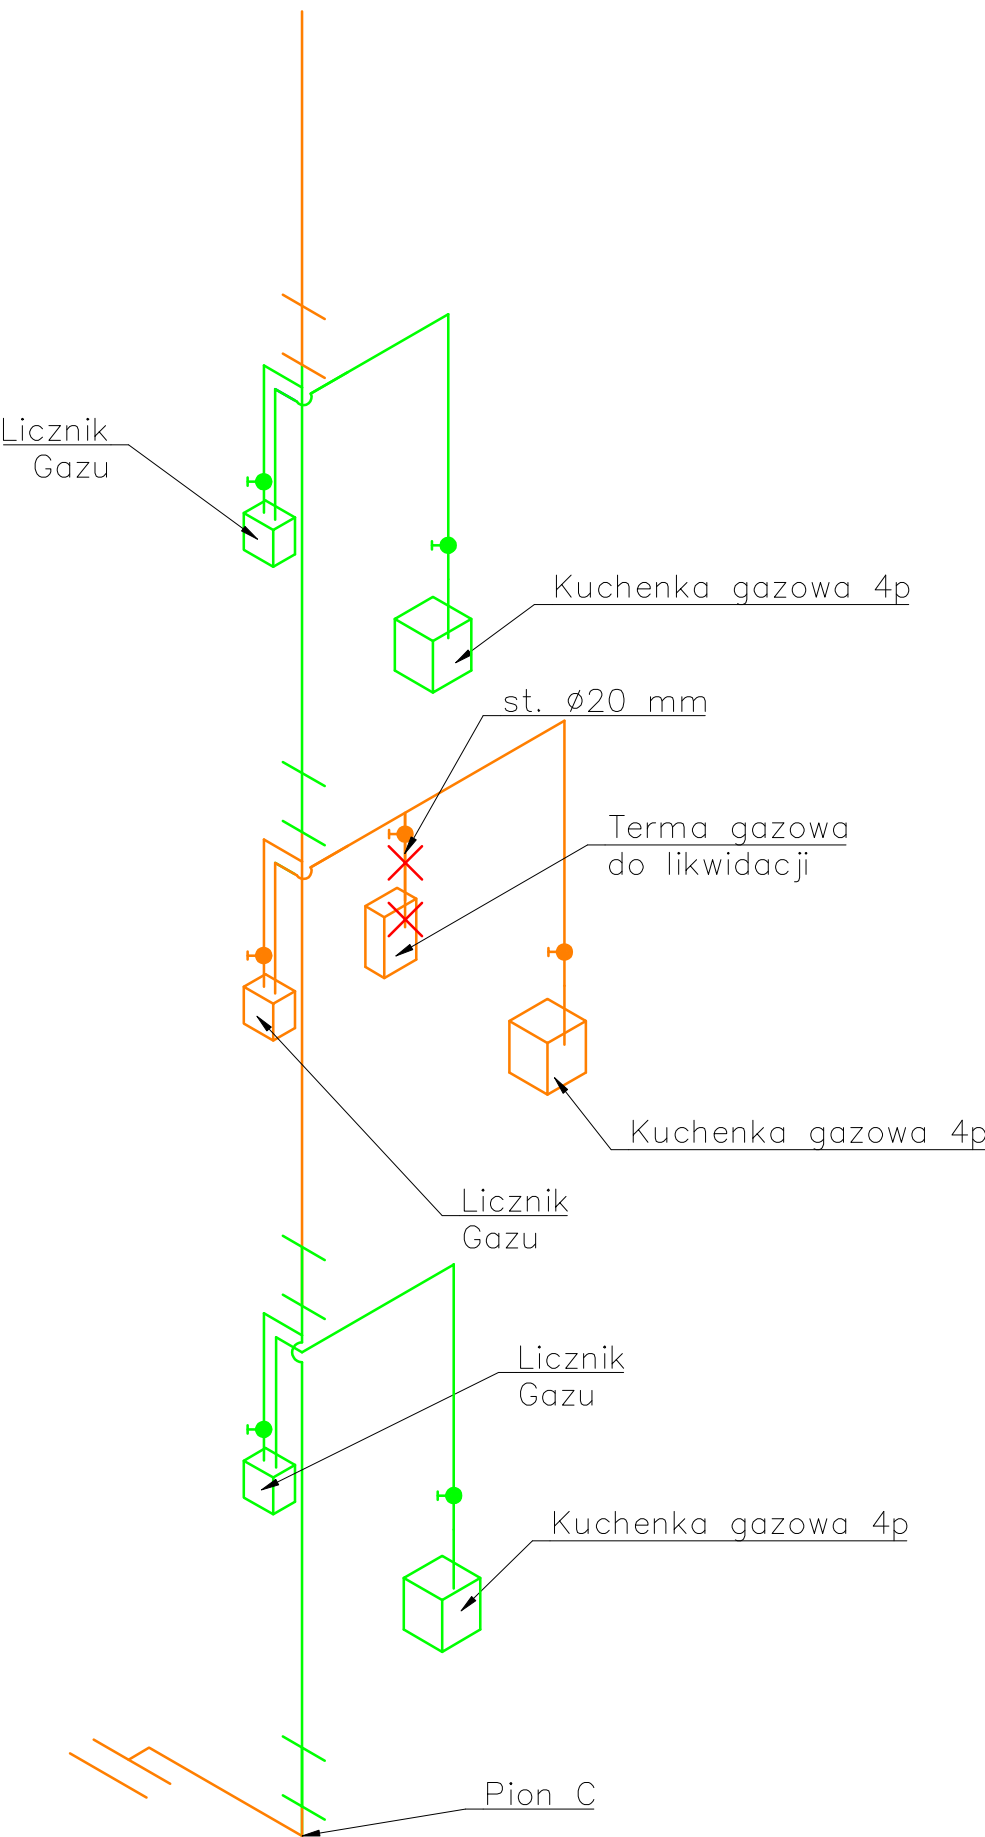 Licznik
Gazu
Kuchenka gazowa 4p
st. ø20 mm
Terma gazowa
do likwidacji
Kuchenka gazowa 4p
Licznik
Gazu
Licznik
Gazu
Kuchenka gazowa 4p
Pion C